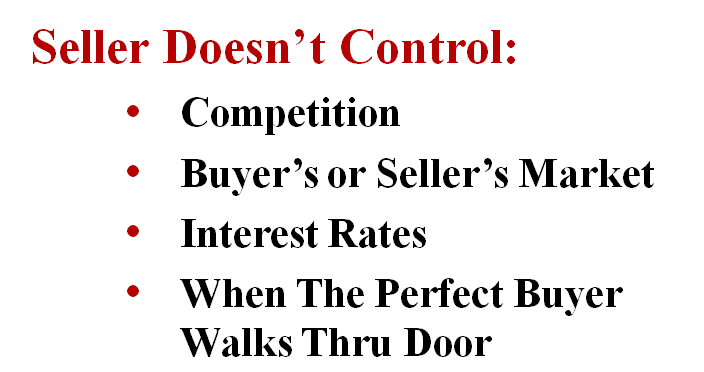 Seller Doesn’t Control:
• Competition
• Buyer’s or Seller’s Market
• Interest Rates
• When The Perfect Buyer
Walks Thru Door